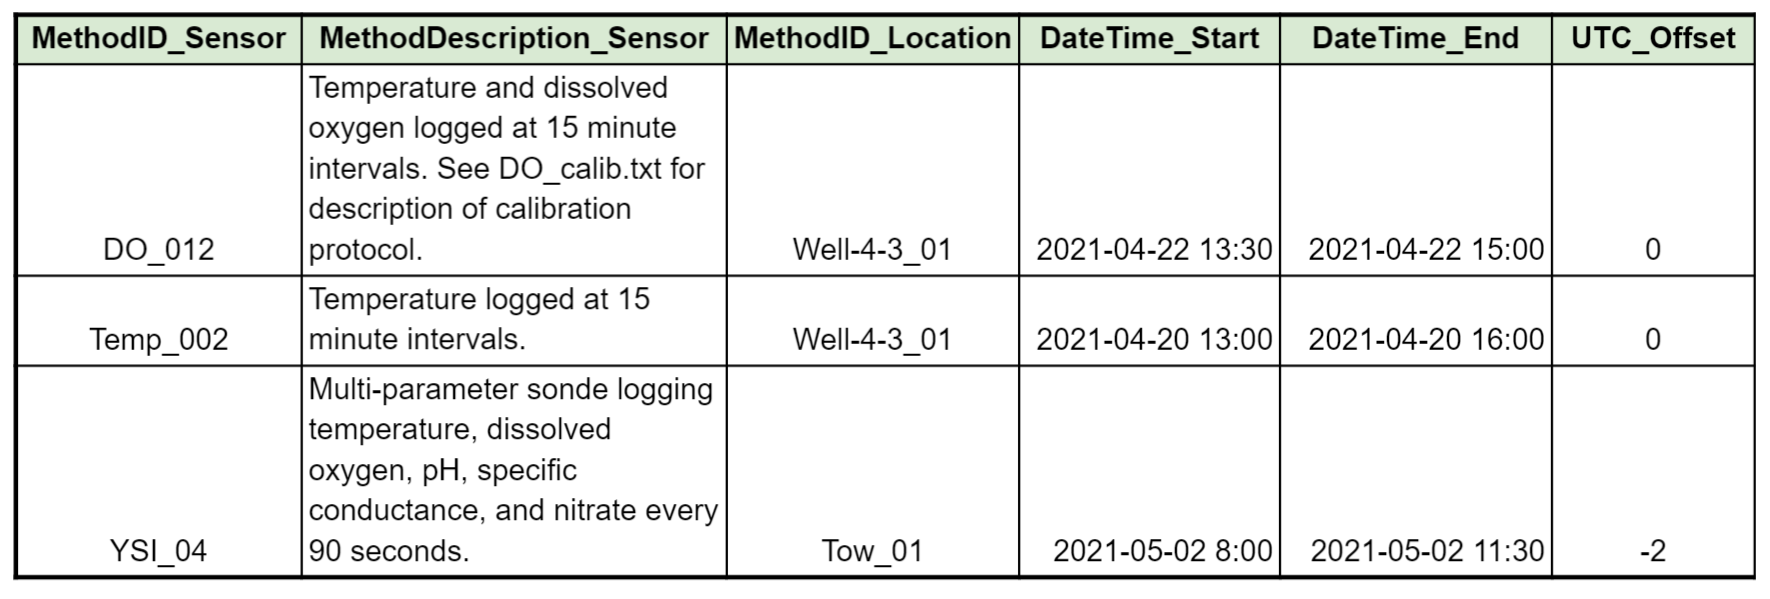 MethodID_Sensor MethodDescription_Sensor MethodID_Location DateTime_Start DateTime_End UTC_Offset
Temperature and dissolved
oxygen logged at 15 minute
intervals. See DO_calib.txt for
description of calibration
DO_012 protocol. Well-4-3_01 2021-04-22 13:30 2021-04-22 15:00 0
Temperature logged at 15
Temp_002 minute intervals. Well-4-3_01 2021-04-20 13:00 2021-04-20 16:00 0
Multi-parameter sonde logging
temperature, dissolved
oxygen, pH, specific
conductance, and nitrate every
YSI_04 90 seconds. Tow_01 2021-05-02 8:00 2021-05-02 11:30 -2